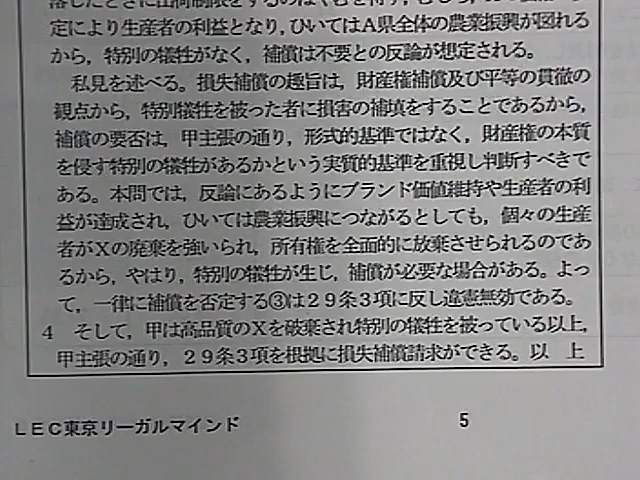 定により生産者の利益となり，ひいてはＡ県全体の農業振興が図れる
から，特別の犠牲がなく，補償は不要との反論が想定される。
私見を述べる。損失補償の趣旨は，財産権補償及び平等の貫徹の
観点から，特別犠牲を被った者に損害の補填をすることであるから，
補償の要否は，甲主張の通り，形式的基準ではなく，財産権の本質
を侵す特別の犠牲があるかという実質的基準を重視し判断すべきで
ある。本問では，反論にあるようにブランド価値維持や生産者の利
益が達成され，ひいては農業振興につながるとしても，個々の生産
者がＸの廃棄を強いられ，所有権を全面的に放棄させられるのであ
るから，やはり，特別の犠牲が生じ，補償が必要な場合がある。よっ
て，一律に補償を否定する③は２９条３項に反し違憲無効である。
４　そして，甲は高品質のＸを破棄され特別の犠牲を被っている以上，
甲主張の通り，２９条３項を根拠に損失補償請求ができる。以　上
ＬＥＣ東京リーガルマインド
5